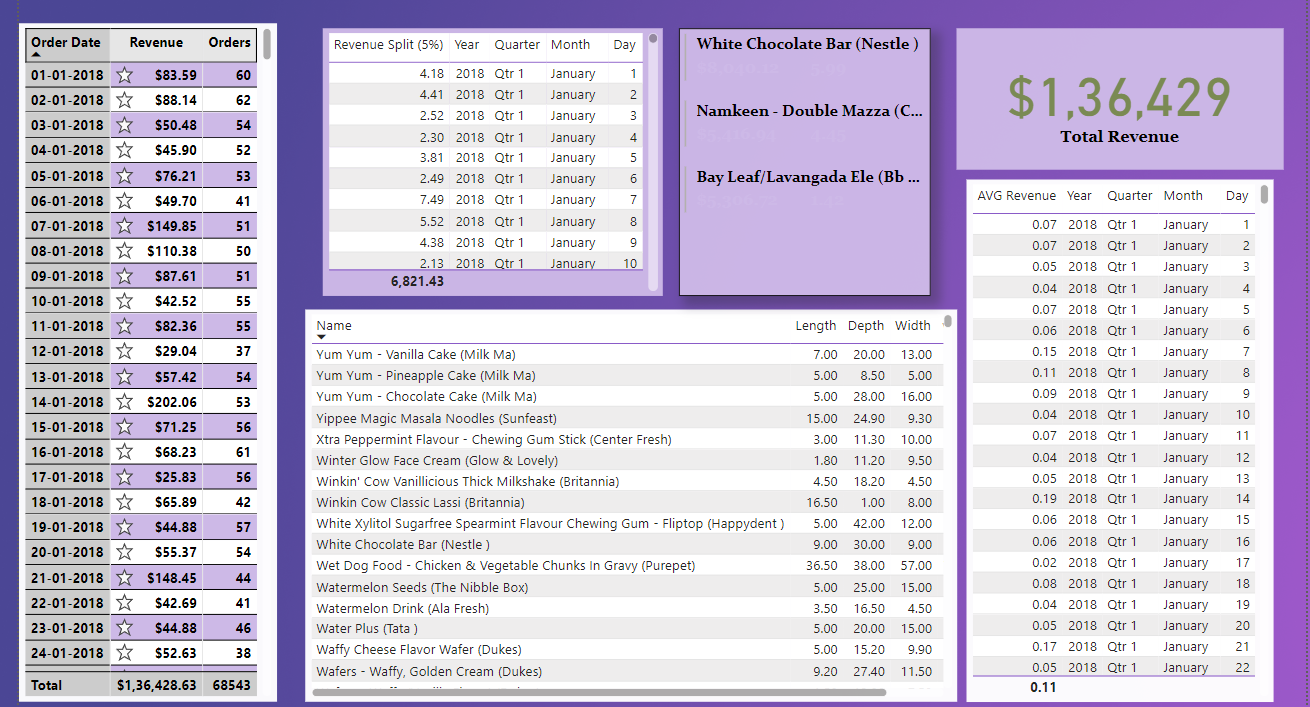 Order Date Revenue Orders
01-01-2018 $83.59 60
02-01-2018 $88.14 62
03-01-2018 $50.48 54
04-01-2018 $45.90 52
05-01-2018 $76.21 53
06-01-2018 $49.70 41
07-01-2018 $149.85 51
08-01-2018 $110.38 50
09-01-2018 $87.61 51
10-01-2018 $42.52 55
11-01-2018 $82.36 55
12-01-2018 $29.04 37
13-01-2018 $57.42 54
14-01-2018 $202.06 53
15-01-2018 $71.25 56
16-01-2018 $68.23 61
17-01-2018 $25.83 56
18-01-2018 $65.89 42
19-01-2018 $44.88 57
20-01-2018 $55.37 54
21-01-2018 $148.45 44
22-01-2018 $42.69 41
23-01-2018 $44.88 46
24-01-2018 $52.63 38
Total $1,36,428.63 68543
Revenue Split (5%) Year Quarter Month Day
4.18 2018 Qtr 1 January 1
4.41 2018 Qtr 1 January 2
2.52 2018 Qtr 1 January 3
2.30 2018 Qtr 1 January 4
3.81 2018 Qtr 1 January 5
2.49 2018 Qtr 1 January 6
7.49 2018 Qtr 1 January 7
5.52 2018 Qtr 1 January 8
4.38 2018 Qtr 1 January 9
2.13 2018 Qtr 1 January 10
6,821.43
White Chocolate Bar (Nestle )
Namkeen - Double Mazza (C...
Bay Leaf/Lavangada Ele (Bb ...
$1,36,429
Total Revenue
Name Length Depth Width
Yum Yum - Vanilla Cake (Milk Ma) 7.00 20.00 13.00
Yum Yum - Pineapple Cake (Milk Ma) 5.00 8.50 5.00
Yum Yum - Chocolate Cake (Milk Ma) 5.00 28.00 16.00
Yippee Magic Masala Noodles (Sunfeast) 15.00 24.90 9.30
Xtra Peppermint Flavour - Chewing Gum Stick (Center Fresh) 3.00 11.30 10.00
Winter Glow Face Cream (Glow & Lovely) 1.80 11.20 9.50
Winkin' Cow Vanillicious Thick Milkshake (Britannia) 4.50 18.20 4.50
Winkin Cow Classic Lassi (Britannia) 16.50 1.00 8.00
White Xylitol Sugarfree Spearmint Flavour Chewing Gum - Fliptop (Happydent ) 5.00 42.00 12.00
White Chocolate Bar (Nestle ) 9.00 30.00 9.00
Wet Dog Food - Chicken & Vegetable Chunks In Gravy (Purepet) 36.50 38.00 57.00
Watermelon Seeds (The Nibble Box) 5.00 25.00 15.00
Watermelon Drink (Ala Fresh) 3.50 16.50 4.50
Water Plus (Tata ) 5.00 20.00 15.00
Waffy Cheese Flavor Wafer (Dukes) 5.00 15.20 9.90
Wafers - Waffy, Golden Cream (Dukes) 9.20 27.40 11.50
AVG Revenue Year Quarter Month Day
0.07 2018 Qtr 1 January 1
0.07 2018 Qtr 1 January 2
0.05 2018 Qtr 1 January 3
0.04 2018 Qtr 1 January 4
0.07 2018 Qtr 1 January 5
0.06 2018 Qtr 1 January 6
0.15 2018 Qtr 1 January 7
0.11 2018 Qtr 1 January 8
0.09 2018 Qtr 1 January 9
0.04 2018 Qtr 1 January 10
0.07 2018 Qtr 1 January 11
0.04 2018 Qtr 1 January 12
0.05 2018 Qtr 1 January 13
0.19 2018 Qtr 1 January 14
0.06 2018 Qtr 1 January 15
0.06 2018 Qtr 1 January 16
0.02 2018 Qtr 1 January 17
0.08 2018 Qtr 1 January 18
0.04 2018 Qtr 1 January 19
0.05 2018 Qtr 1 January 20
0.17 2018 Qtr 1 January 21
0.05 2018 Qtr 1 January 22
0.11